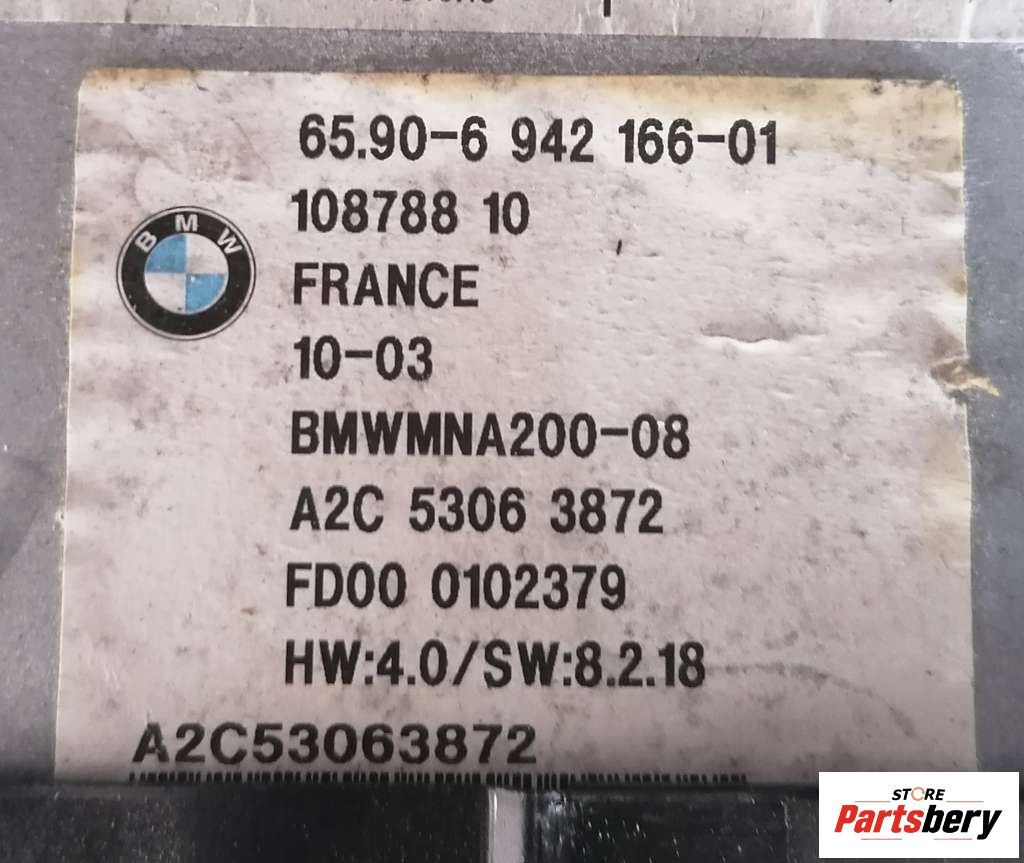 65.90-6 942 166-01
108788 10
BMW
FRANCE
10-03
BMWMNA200-08
A2C 5306 3872
FD00 0102379
HW:4.0/SW:8.2.18
A2C53063872
STORE
Partsbery